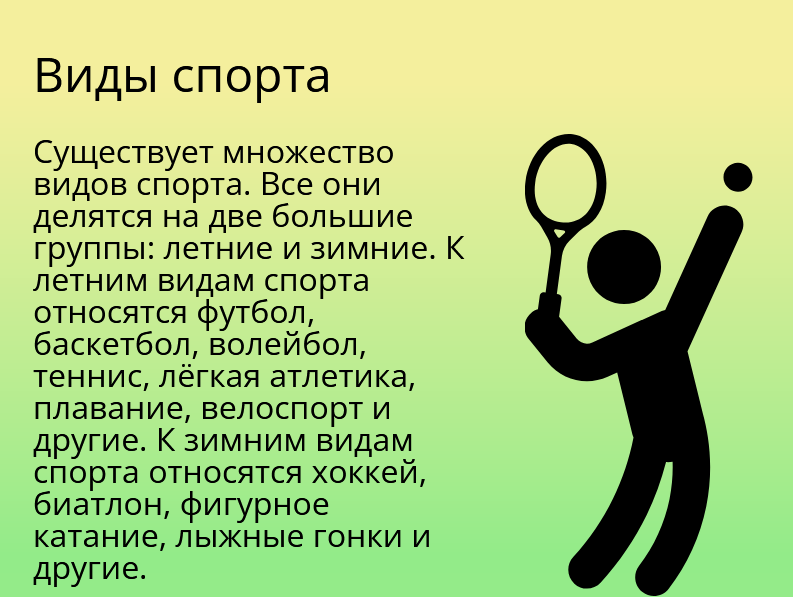 Виды спорта
Существует множество
видов спорта. Все они
делятся на две большие
группы: летние и зимние. К
летним видам спорта
относятся футбол,
баскетбол, волейбол,
теннис, лёгкая атлетика,
плавание, велоспорт и
другие. К зимним видам
спорта относятся хоккей,
биатлон, фигурное
катание, лыжные гонки и
другие.